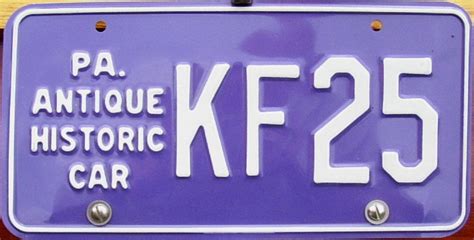 PA.
ANTIQUE
HISTORIC
CAR
KF25